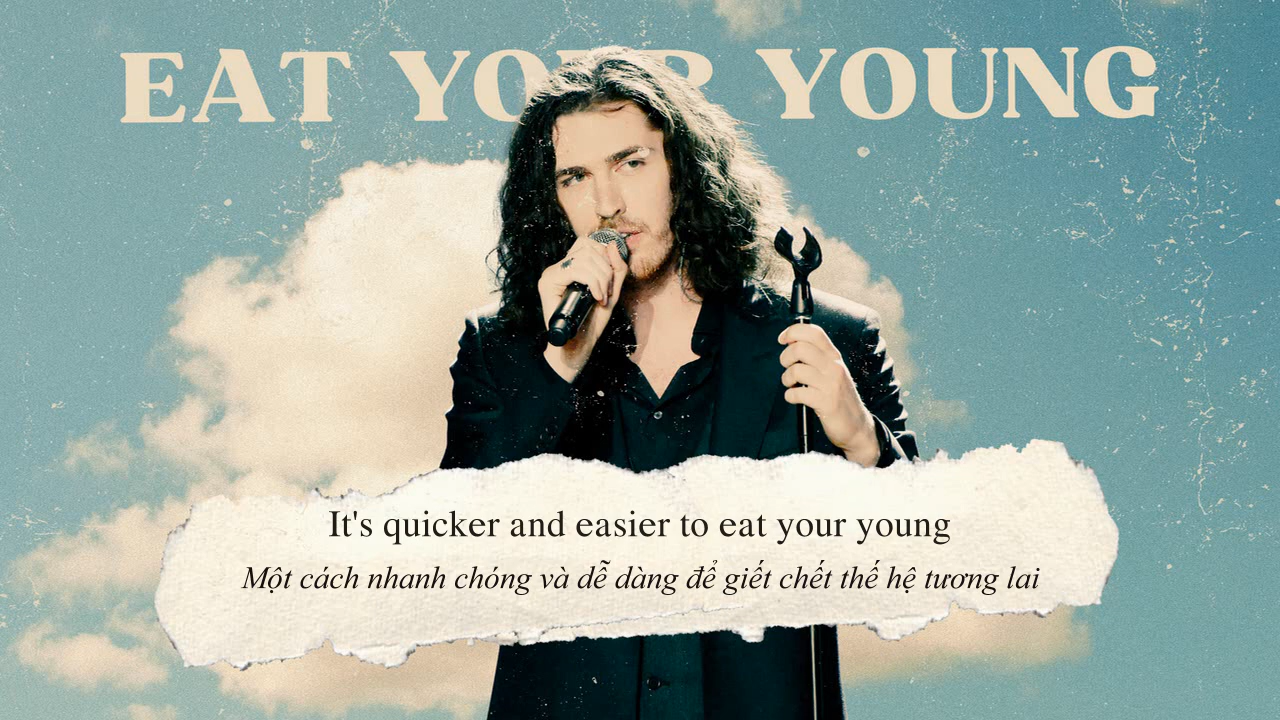 EAT YOUR YOUNG
It's quicker and easier to eat your young
Một cách nhanh chóng và dễ dàng để giết chết thế hệ tương lai